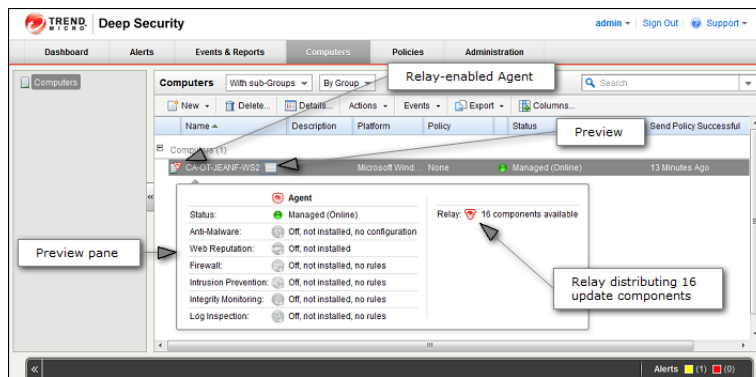 TREND MICRO Deep Security
admin Sign Out Support
Dashboard Alerts Events & Reports Computers Policies Administration
Computers
Computers With sub-Groups By Group Search
Relay-enabled Agent
New Delete... Details... Actions Events Export Columns...
Name Description Platform Policy Status Send Policy Successful
Preview
Computers (1)
CA-OT-JEANF-WS2 Microsoft Wind... None Managed (Online) 13 Minutes Ago
Agent
Status: Managed (Online)
Relay: 16 components available
Anti-Malware: Off, not installed, no configuration
Web Reputation: Off, not installed
Preview pane
Firewall: Off, not installed, no rules
Intrusion Prevention: Off, not installed, no rules
Integrity Monitoring: Off, not installed, no rules
Log Inspection: Off, not installed, no rules
Relay distributing 16
update components
Alerts (1) (0)